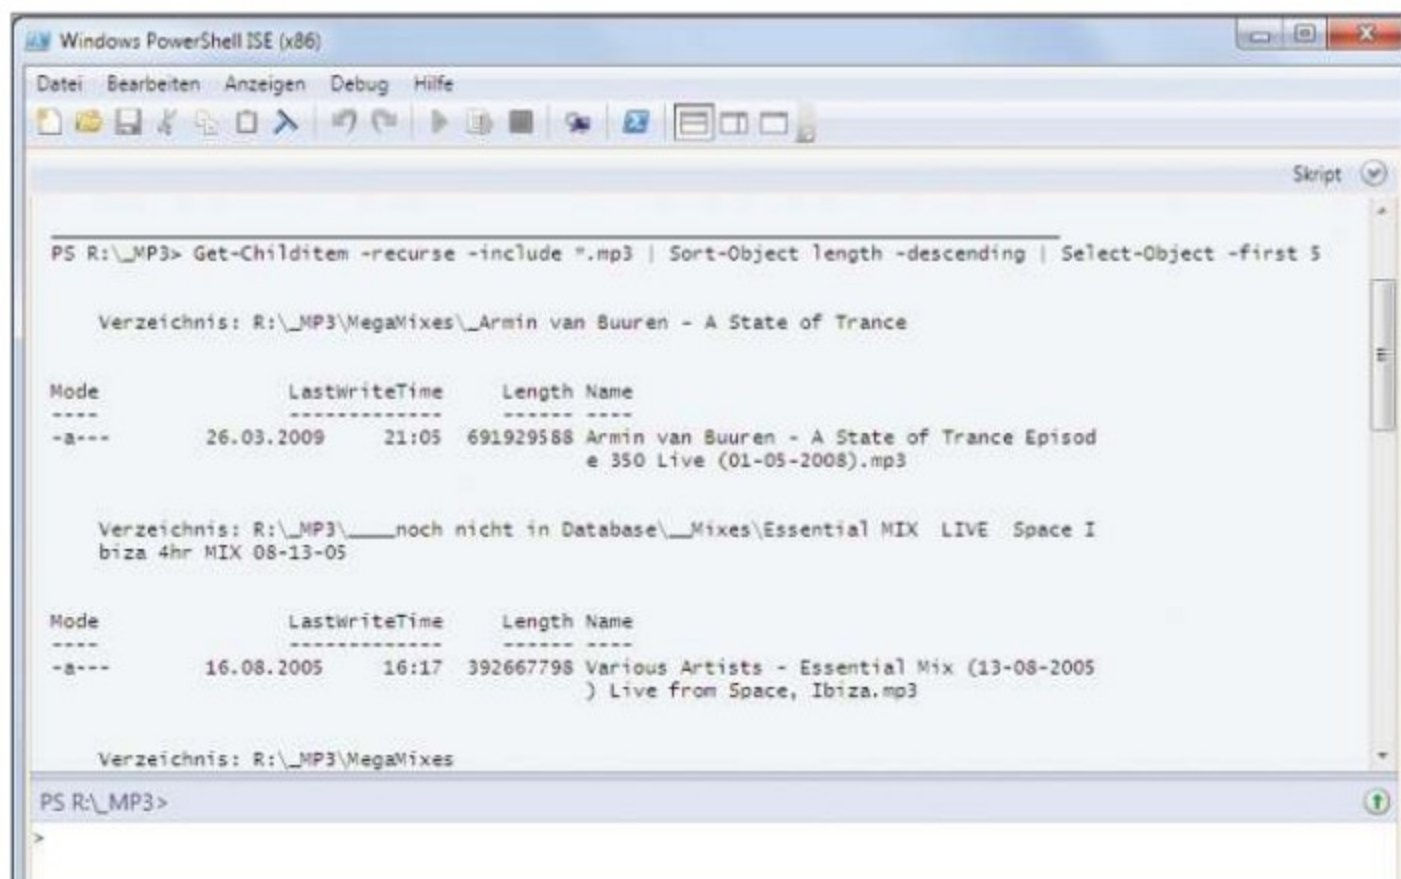 Windows PowerShell ISE (x86)
Datei Bearbeiten Anzeigen Debug Hilfe
Skript
PS R:\_MP3> Get-Childitem -recurse -include *.mp3 | Sort-Object length -descending | Select-Object -first 5
Verzeichnis: R:\_MP3\MegaMixes\_Armin van Buuren - A State of Trance
Mode LastWriteTime Length Name
---- ------------- ------ ----
-a--- 26.03.2009 21:05 691929588 Armin van Buuren - A State of Trance Episod
e 350 Live (01-05-2008).mp3
Verzeichnis: R:\_MP3\____noch nicht in Database\__Mixes\Essential MIX  LIVE  Space I
biza 4hr MIX 08-13-05
Mode LastWriteTime Length Name
---- ------------- ------ ----
-a--- 16.08.2005 16:17 392667798 Various Artists - Essential Mix (13-08-2005
) Live from Space, Ibiza.mp3
Verzeichnis: R:\_MP3\MegaMixes
PS R:\_MP3>
>